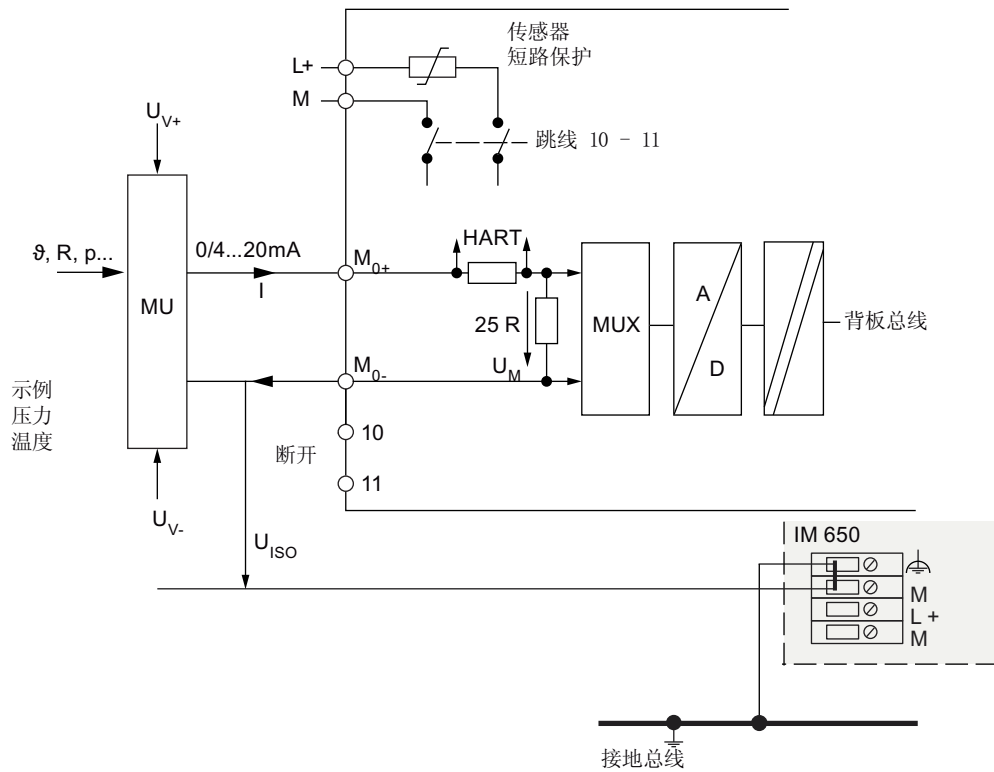 传感器
短路保护
L+
M
跳线 10 - 11
U_V+
ϑ, R, p...
0/4...20mA
I
MU
M_0+
HART
25 R
U_M
MUX
A
D
背板总线
M_0-
示例
压力
温度
10
断开
11
U_V-
U_ISO
IM 650
M
L +
M
接地总线